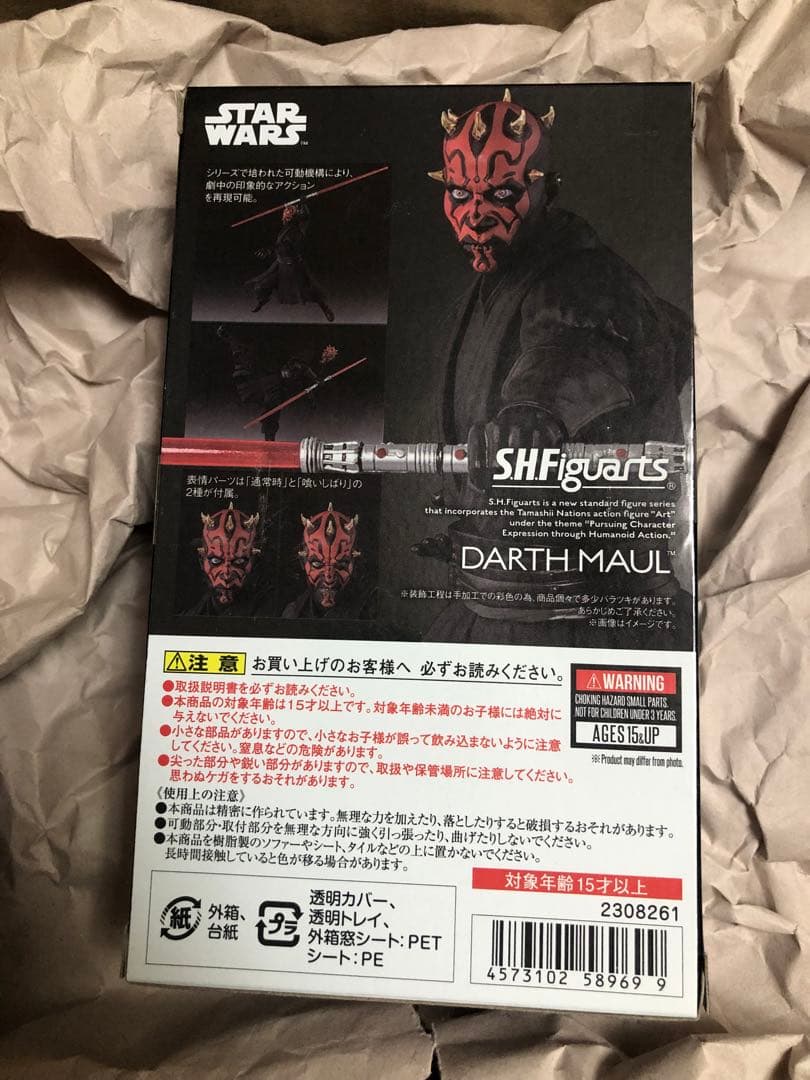 STAR
WARS™
シリーズで培われた可動機構により、
劇中の印象的なアクション
を再現可能。
表情パーツは「通常時」と「喰いしばり」の
2種が付属。
S.H.Figuarts®
S.H.Figuarts is a new standard figure series
that incorporates the Tamashii Nations action figure "Art"
under the theme "Pursuing Character
Expression through Humanoid Action."
DARTH MAUL™
※装飾工程は手加工での彩色の為、商品個々で多少バラツキがあります。
あらかじめご了承ください。
※画像はイメージです。
⚠注 意 お買い上げのお客様へ 必ずお読みください。
●取扱説明書を必ずお読みください。
●本商品の対象年齢は15才以上です。対象年齢未満のお子様には絶対に
与えないでください。
●小さな部品がありますので、小さなお子様が誤って飲み込まないように注意
してください。窒息などの危険があります。
●尖った部分や鋭い部分がありますので、取扱や保管場所に注意してください。
思わぬケガをするおそれがあります。
⚠WARNING
CHOKING HAZARD SMALL PARTS.
NOT FOR CHILDREN UNDER 3 YEARS.
AGES 15&UP
※ Product may differ from photo.
《使用上の注意》
●本商品は精密に作られています。無理な力を加えたり、落としたりすると破損するおそれがあります。
●可動部分・取付部分を無理な方向に強く引っ張ったり、曲げたりしないでください。
●本商品を樹脂製のソファーやシート、タイルなどの上に置かないでください。
長時間接触していると色が移る場合があります。
対象年齢15才以上
紙 外箱、
台紙
プラ 透明カバー、
透明トレイ、
外箱窓シート:PET
シート:PE
2308261
4573102 58969 9